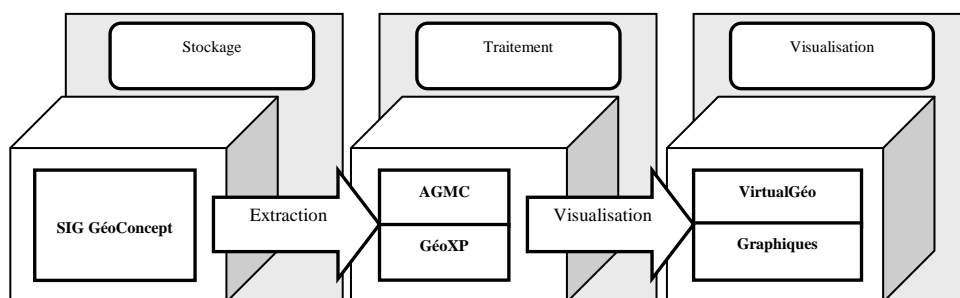 Stockage
Traitement
Visualisation
SIG GéoConcept
Extraction
AGMC
GéoXP
Visualisation
VirtualGéo
Graphiques